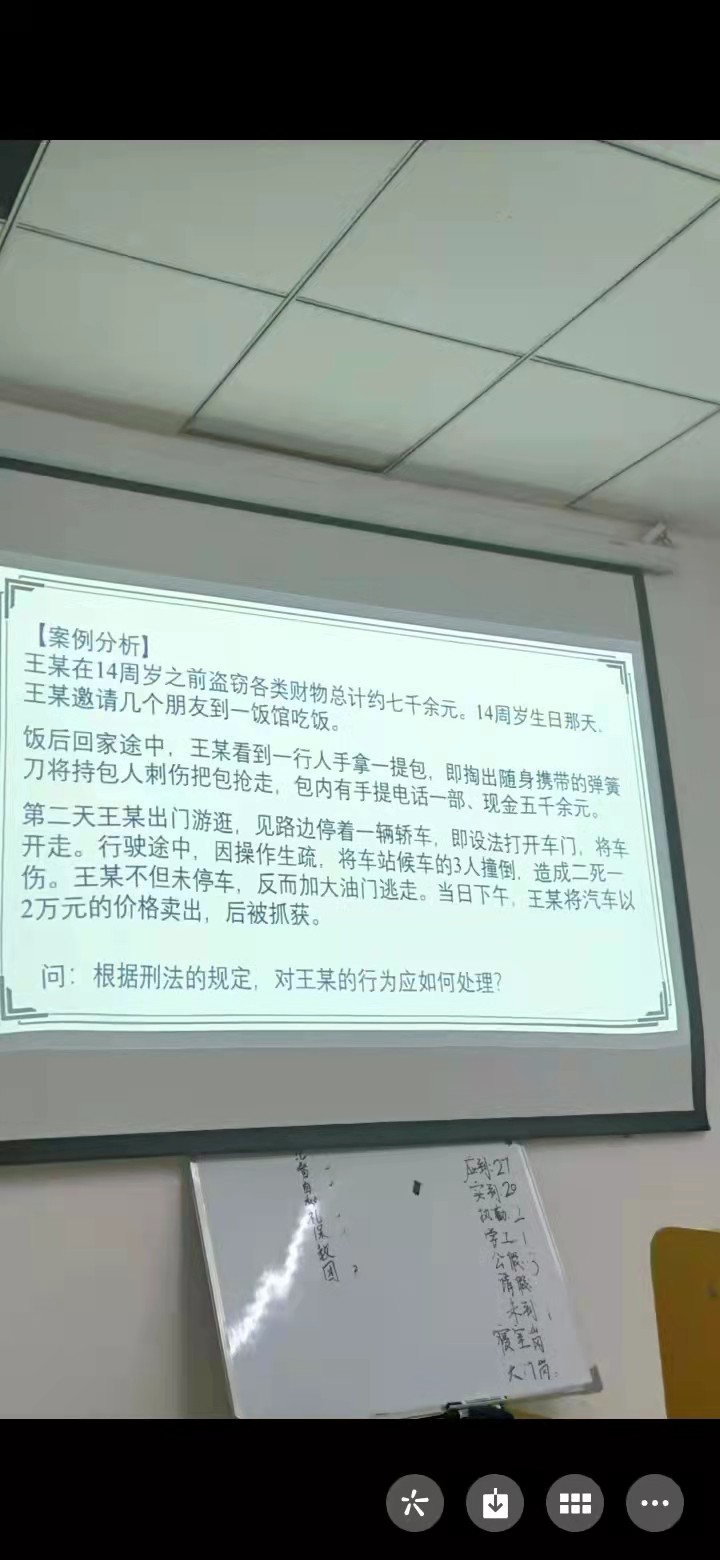 【案例分析】
王某在14周岁之前盗窃各类财物总计约七千余元。14周岁生日那天，
王某邀请几个朋友到一饭馆吃饭。
饭后回家途中，王某看到一行人手拿一提包，即掏出随身携带的弹簧
刀将持包人刺伤把包抢走，包内有手提电话一部、现金五千余元。
第二天王某出门游逛，见路边停着一辆轿车，即设法打开车门，将车
开走。行驶途中，因操作生疏，将车站候车的3人撞倒，造成二死一
伤。王某不但未停车，反而加大油门逃走。当日下午，王某将汽车以
2万元的价格卖出，后被抓获。
问：根据刑法的规定，对王某的行为应如何处理？
应到:27
实到:20
学工1
公假:3
请假
未到1
寝室岗
大门岗